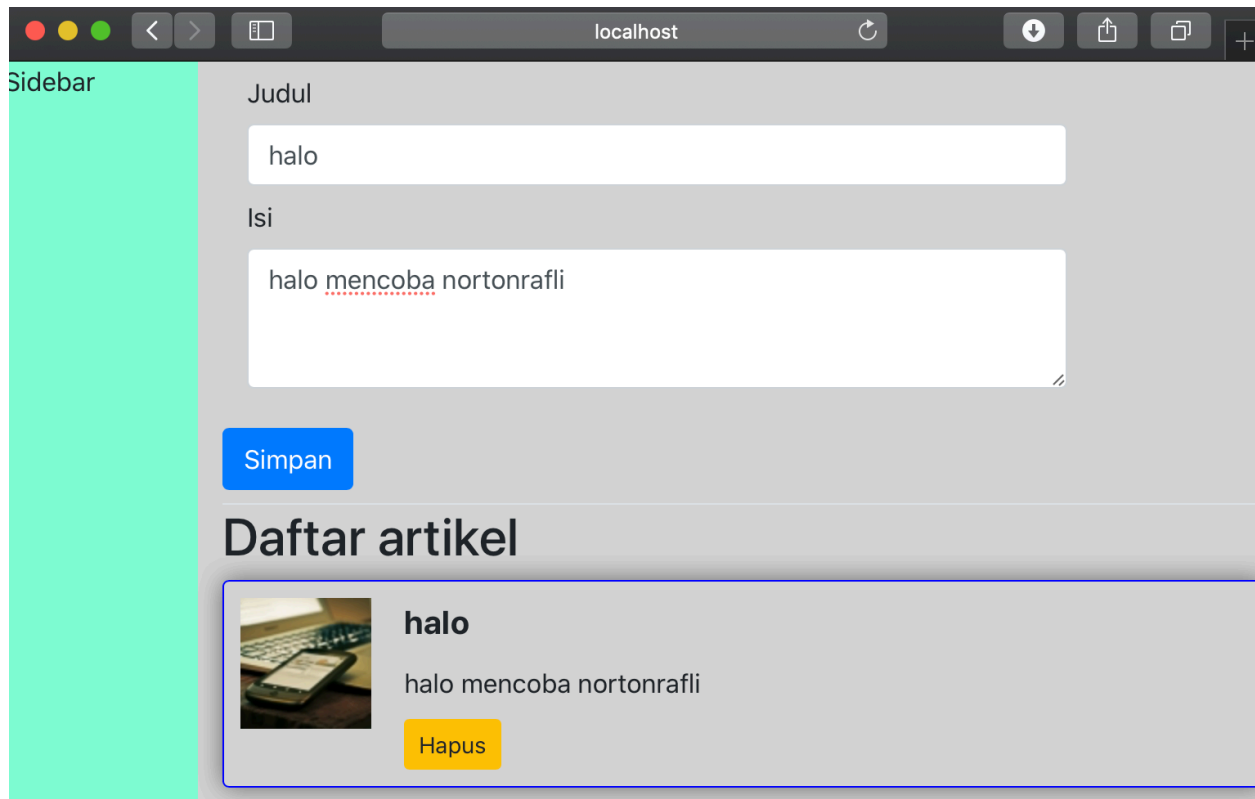 localhost
Sidebar
Judul
halo
Isi
halo mencoba nortonrafli
Simpan
Daftar artikel
halo
halo mencoba nortonrafli
Hapus